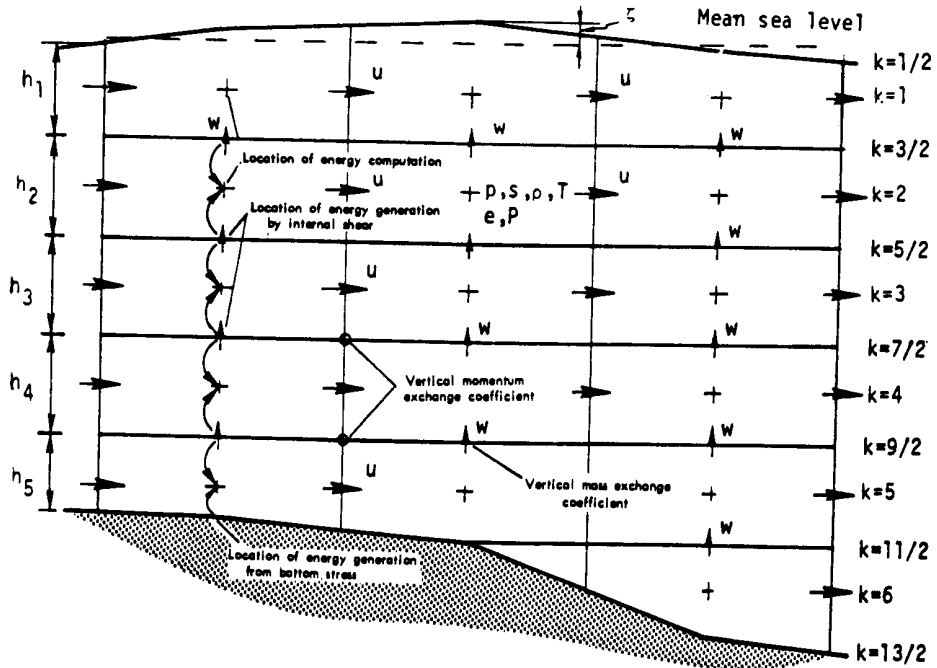 ζ
Mean sea level
k=1/2
h1
u
u
k=1
w
w
w
k=3/2
Location of energy computation
h2
u
p,s,ρ,T
u
k=2
e,P
Location of energy generation
by internal shear
w
k=5/2
h3
u
k=3
w
w
k=7/2
h4
Vertical momentum
exchange coefficient
k=4
w
w
k=9/2
h5
u
Vertical mass exchange
coefficient
k=5
w
Location of energy generation
from bottom stress
k=11/2
k=6
k=13/2